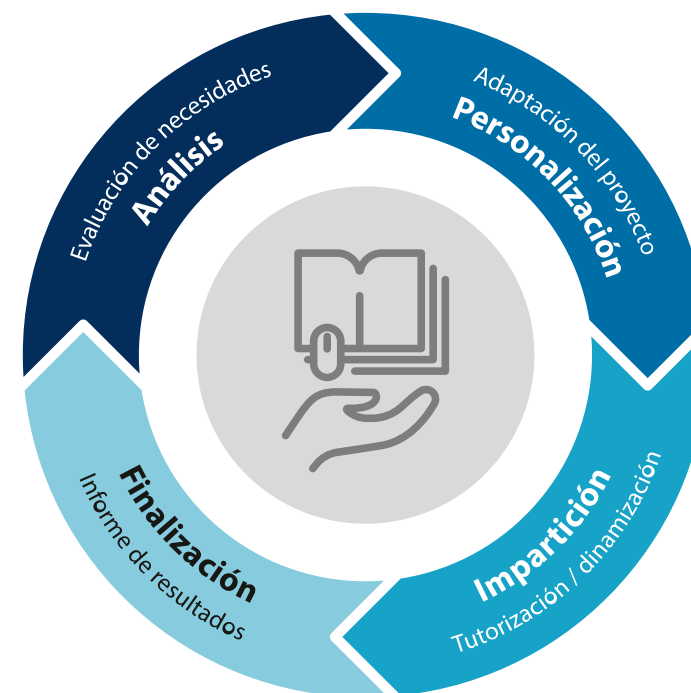 Evaluación de necesidades
Análisis
Adaptación del proyecto
Personalización
Impartición
Tutorización / dinamización
Finalización
Informe de resultados